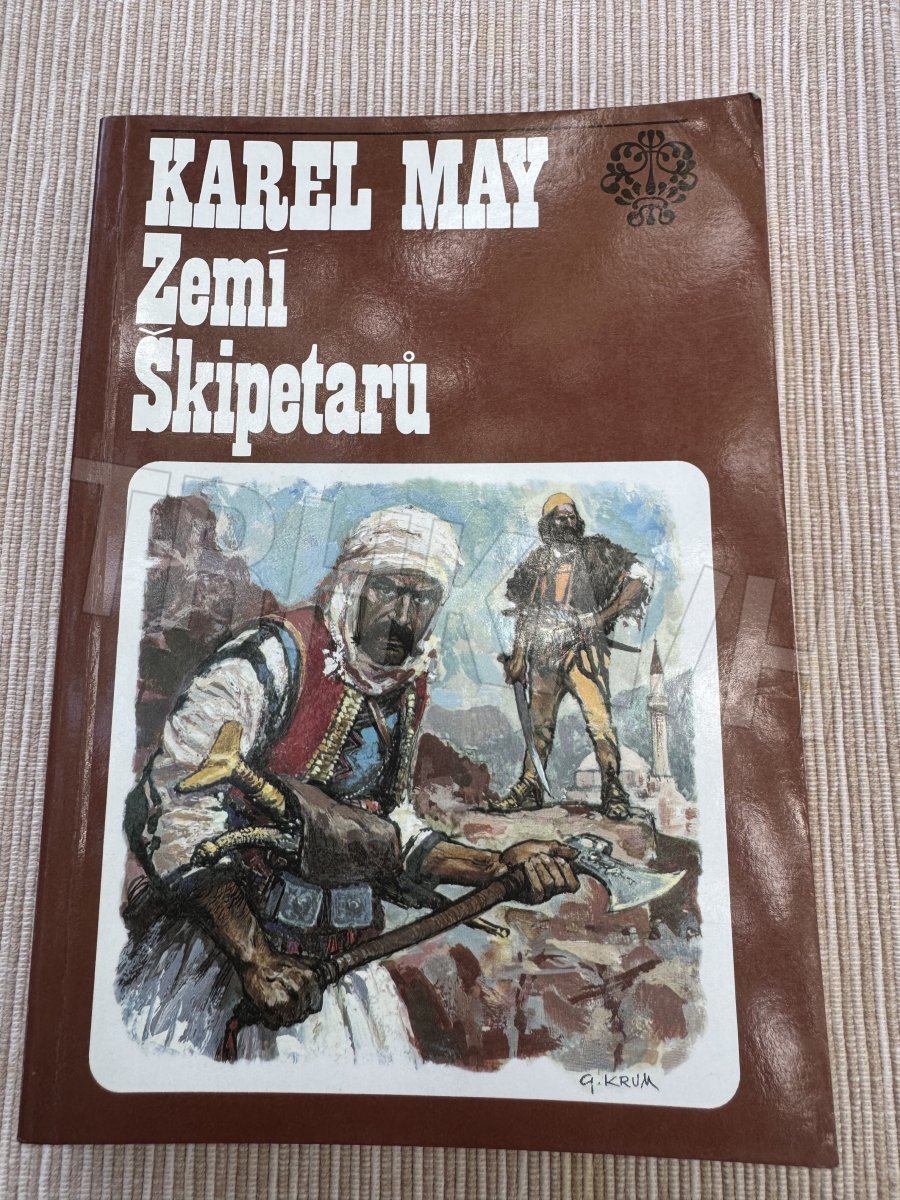 KAREL MAY
Zemí
Škipetarů
G. KRUM